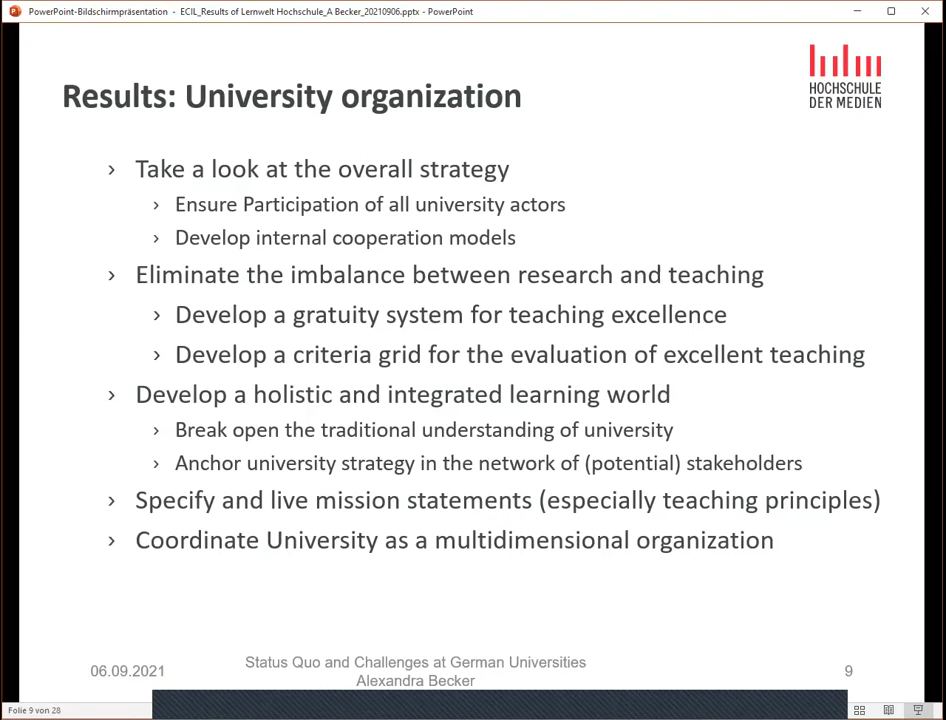 PowerPoint-Bildschirmpräsentation - ECIL_Results of Lernwelt Hochschule_A Becker_20210906.pptx - PowerPoint
HOCHSCHULE
DER MEDIEN
Results: University organization
› Take a look at the overall strategy
› Ensure Participation of all university actors
› Develop internal cooperation models
› Eliminate the imbalance between research and teaching
› Develop a gratuity system for teaching excellence
› Develop a criteria grid for the evaluation of excellent teaching
› Develop a holistic and integrated learning world
› Break open the traditional understanding of university
› Anchor university strategy in the network of (potential) stakeholders
› Specify and live mission statements (especially teaching principles)
› Coordinate University as a multidimensional organization
06.09.2021
Status Quo and Challenges at German Universities
Alexandra Becker
9
Folie 9 von 28